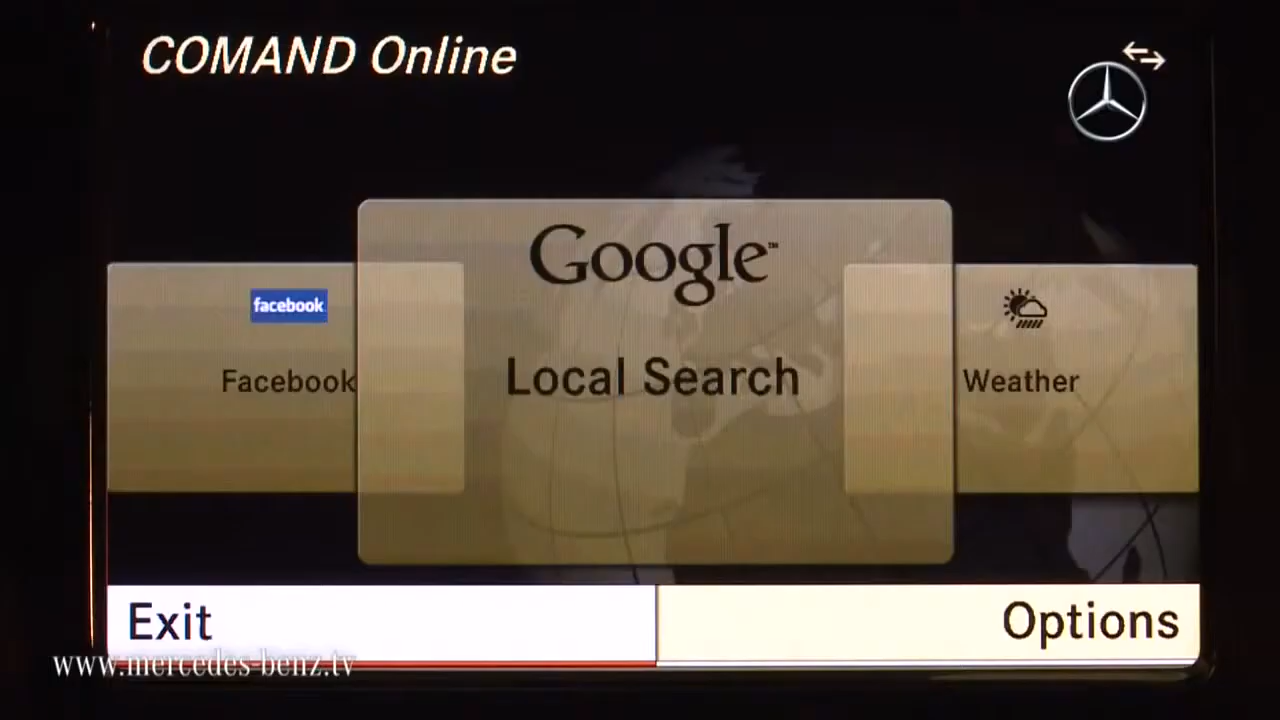 COMAND Online
Google™
facebook
Local Search
Facebook
Weather
Exit
Options
www.mercedes-benz.tv